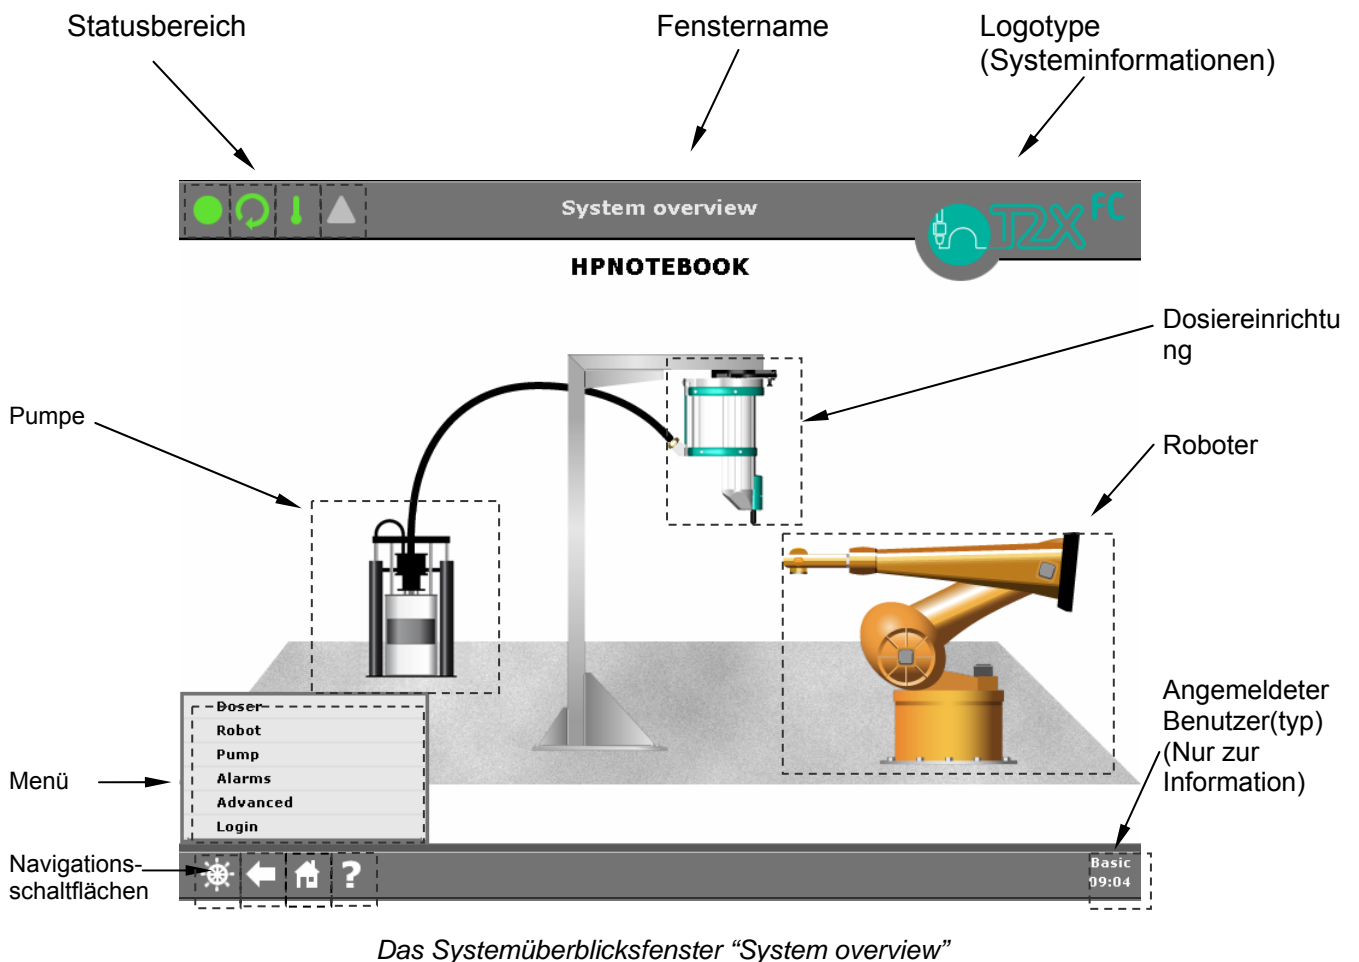 Statusbereich
Fenstername
Logotype
(Systeminformationen)
System overview
T2X FC
HPNOTEBOOK
Dosiereinrichtu
ng
Pumpe
Roboter
Doser
Robot
Pump
Alarms
Advanced
Login
Menü
Angemeldeter
Benutzer(typ)
(Nur zur
Information)
Navigations-
schaltflächen
?
Basic
09:04
Das Systemüberblicksfenster “System overview”